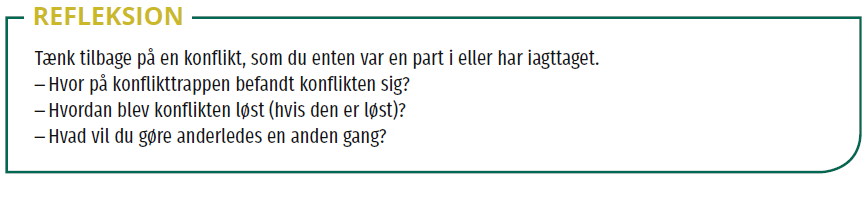 REFLEKSION
Tænk tilbage på en konflikt, som du enten var en part i eller har iagttaget.
– Hvor på konflikttrappen befandt konflikten sig?
– Hvordan blev konflikten løst (hvis den er løst)?
– Hvad vil du gøre anderledes en anden gang?